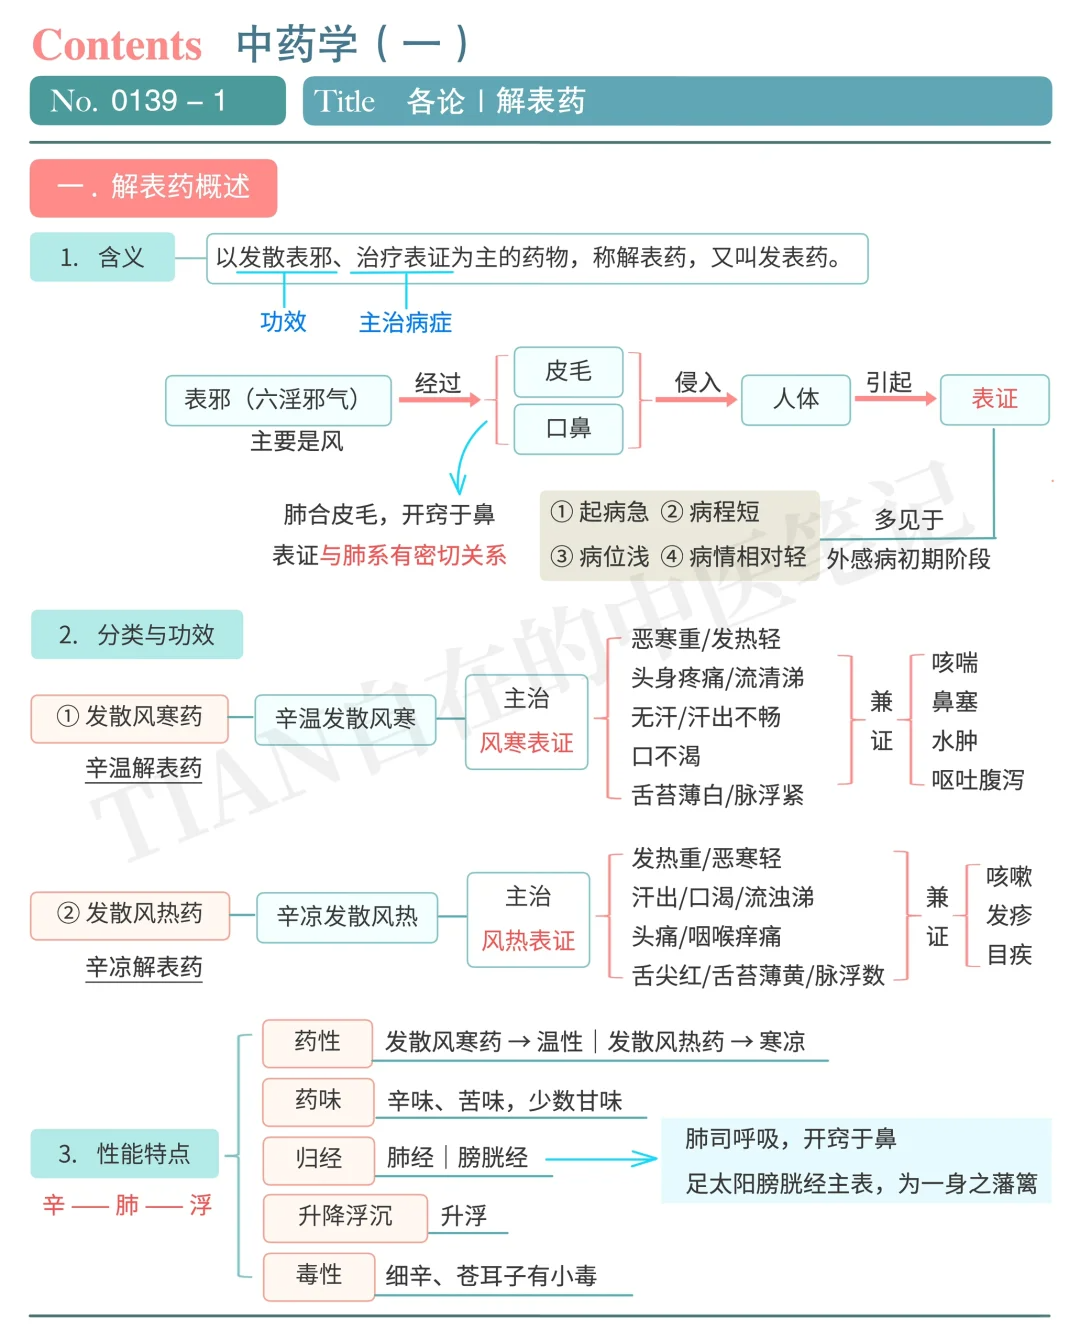 Contents 中药学(一)
No. 0139 – 1
Title 各论 | 解表药
一. 解表药概述
1. 含义
以发散表邪、治疗表证为主的药物，称解表药，又叫发表药。
功效
主治病症
表邪（六淫邪气）
主要是风
经过
皮毛
口鼻
侵入
人体
引起
表证
肺合皮毛，开窍于鼻
表证与肺系有密切关系
① 起病急 ② 病程短
③ 病位浅 ④ 病情相对轻
多见于
外感病初期阶段
2. 分类与功效
① 发散风寒药
辛温解表药
辛温发散风寒
主治
风寒表证
恶寒重/发热轻
头身疼痛/流清涕
无汗/汗出不畅
口不渴
舌苔薄白/脉浮紧
兼
证
咳喘
鼻塞
水肿
呕吐腹泻
② 发散风热药
辛凉解表药
辛凉发散风热
主治
风热表证
发热重/恶寒轻
汗出/口渴/流浊涕
头痛/咽喉痒痛
舌尖红/舌苔薄黄/脉浮数
兼
证
咳嗽
发疹
目疾
3. 性能特点
辛 —— 肺 —— 浮
药性
发散风寒药 → 温性｜发散风热药 → 寒凉
药味
辛味、苦味，少数甘味
归经
肺经｜膀胱经
肺司呼吸，开窍于鼻
足太阳膀胱经主表，为一身之藩篱
升降浮沉
升浮
毒性
细辛、苍耳子有小毒
TIAN自在的中医笔记